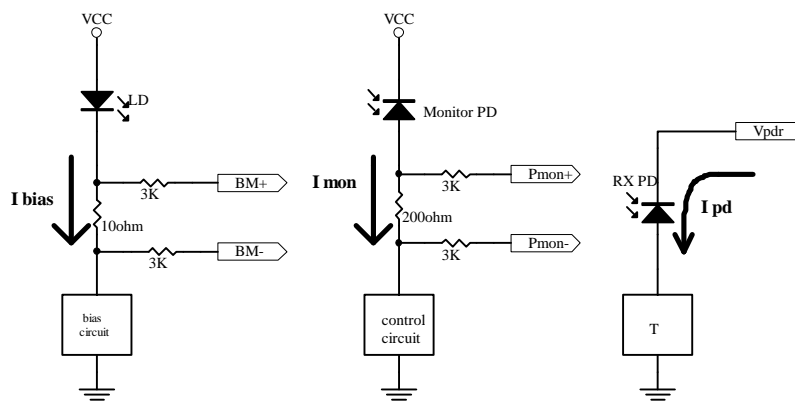 VCC
LD
I bias
3K
BM+
10ohm
3K
BM-
bias
circuit
VCC
Monitor PD
I mon
3K
Pmon+
200ohm
3K
Pmon-
control
circuit
Vpdr
RX PD
I pd
T